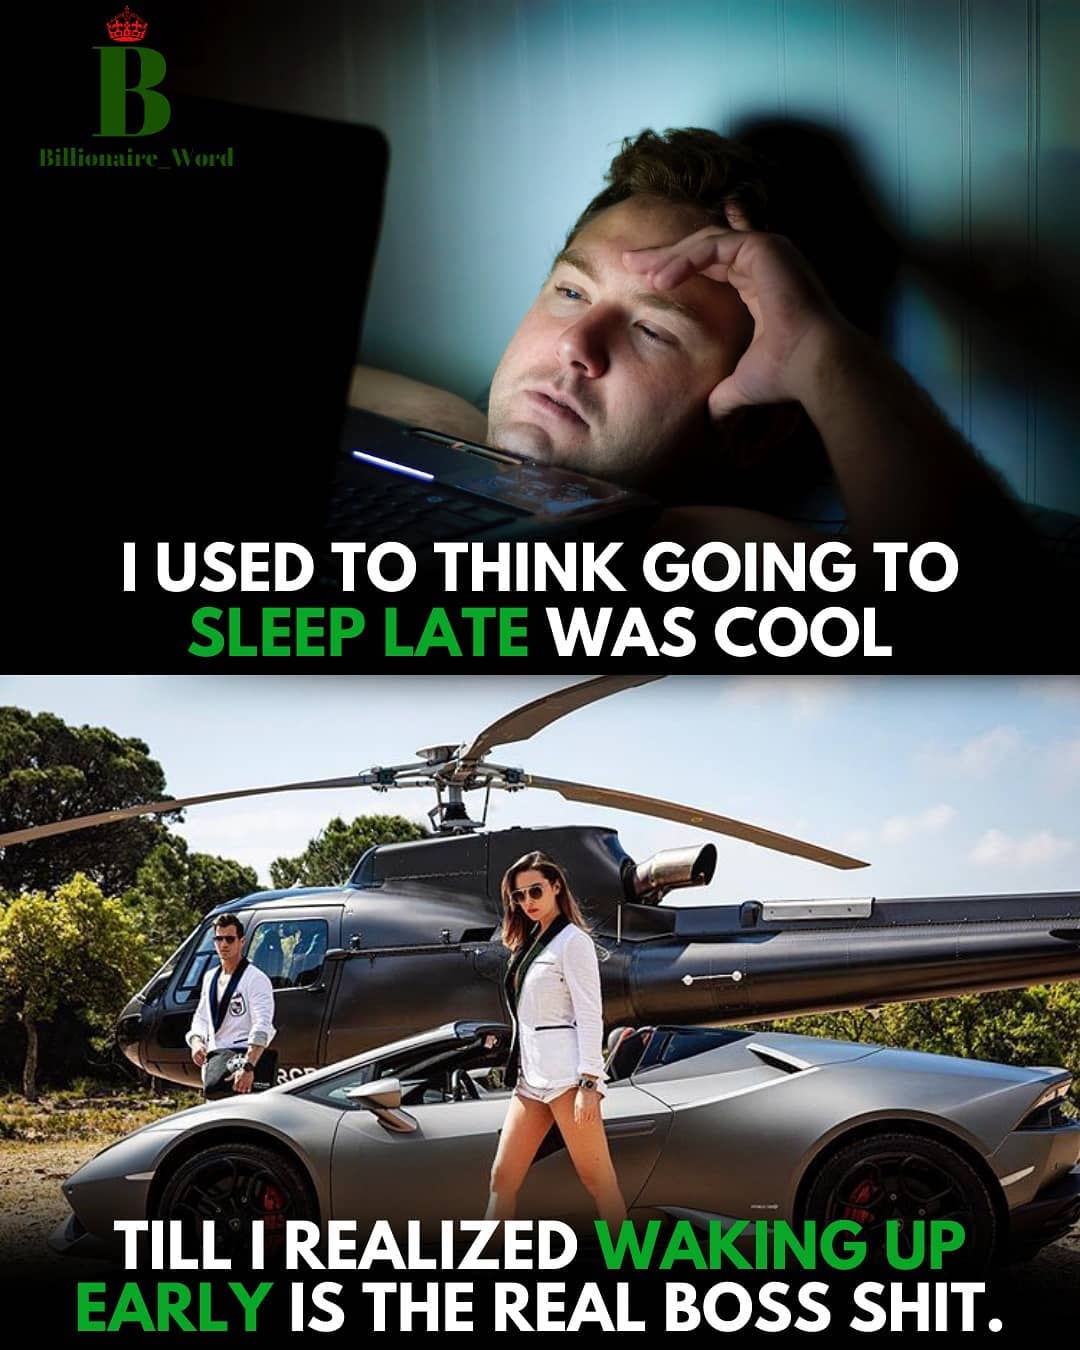 B
Billionaire_Word
I USED TO THINK GOING TO
SLEEP LATE WAS COOL
TILL I REALIZED WAKING UP
EARLY IS THE REAL BOSS SHIT.